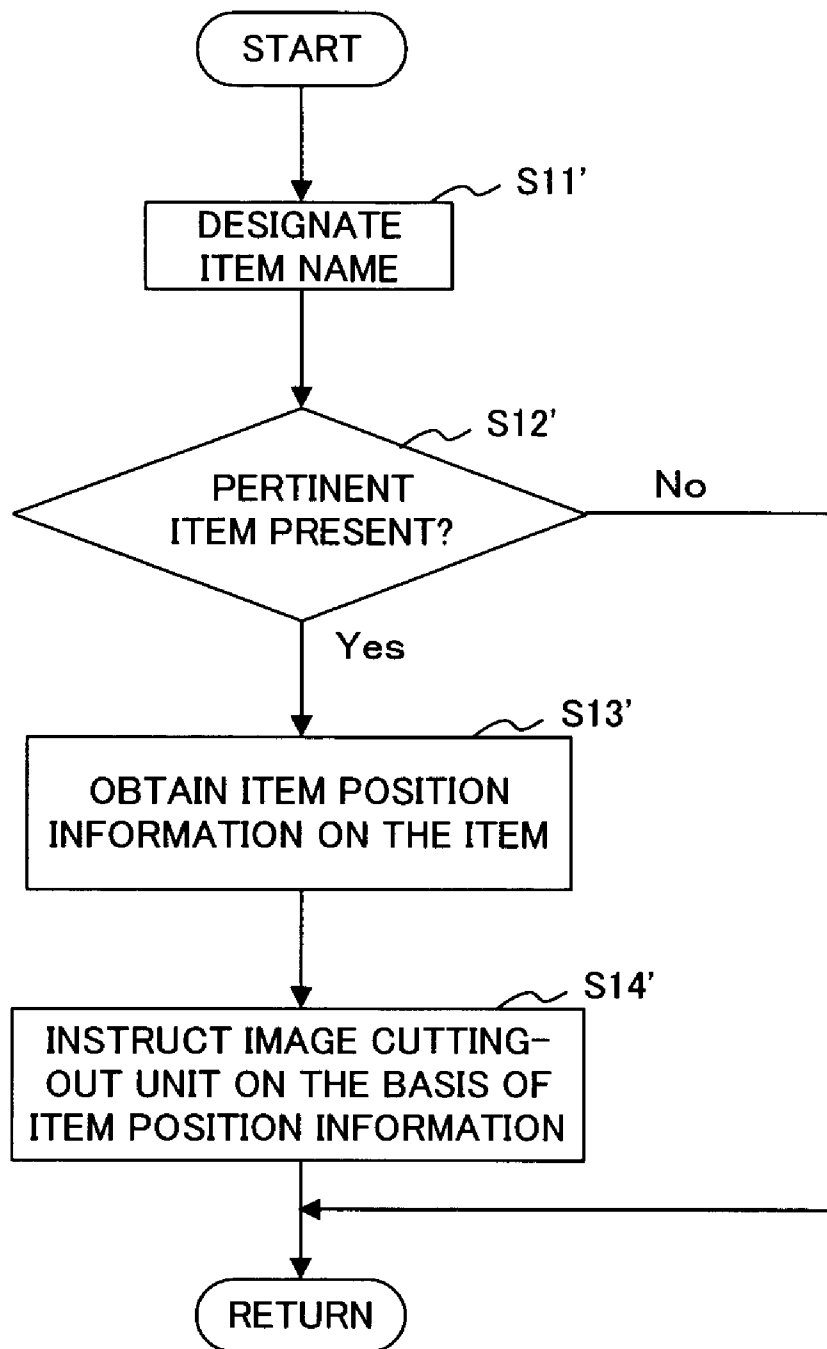 START
S11'
DESIGNATE
ITEM NAME
S12'
PERTINENT
ITEM PRESENT?
No
Yes
S13'
OBTAIN ITEM POSITION
INFORMATION ON THE ITEM
S14'
INSTRUCT IMAGE CUTTING-
OUT UNIT ON THE BASIS OF
ITEM POSITION INFORMATION
RETURN